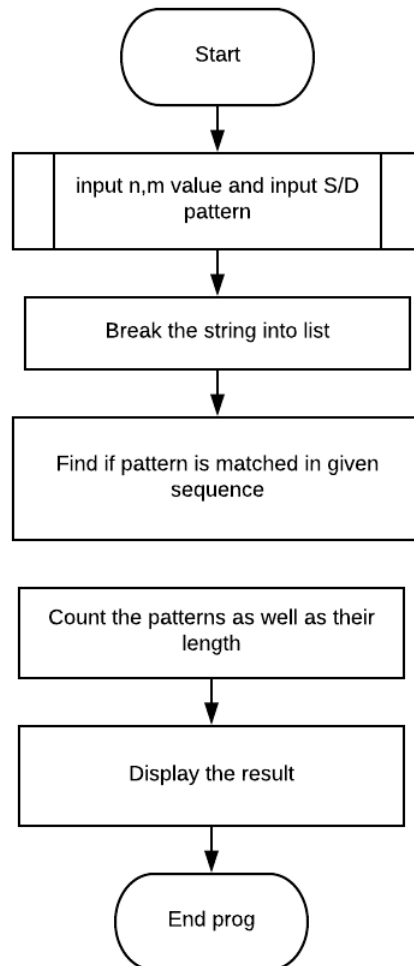 Start
input n,m value and input S/D
pattern
Break the string into list
Find if pattern is matched in given
sequence
Count the patterns as well as their
length
Display the result
End prog